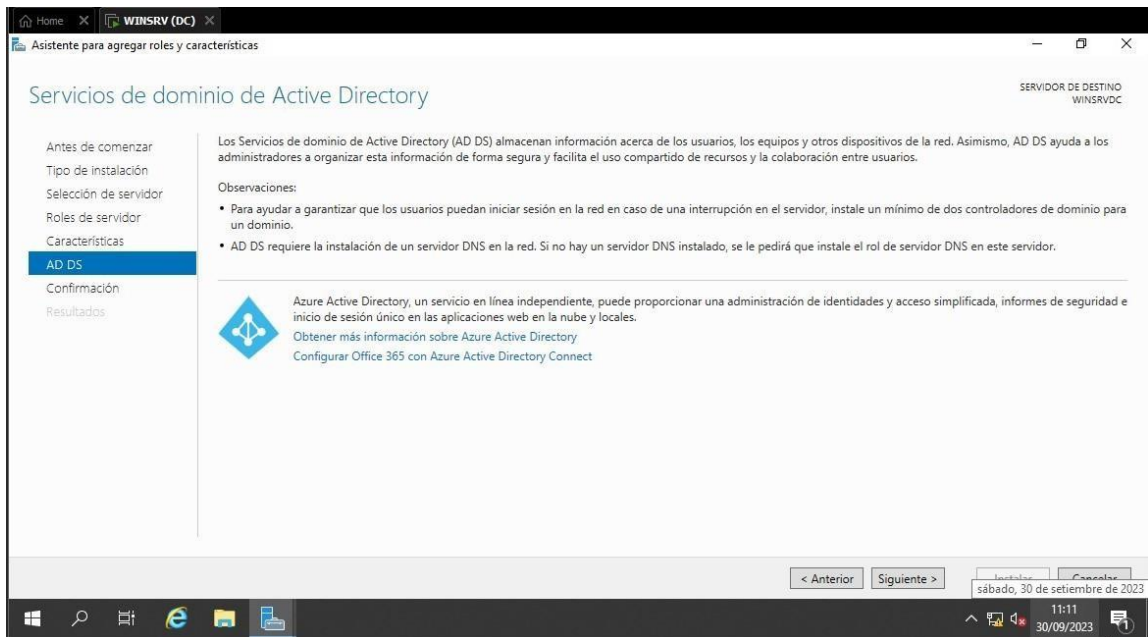 Home
WINSRV (DC)
Asistente para agregar roles y características
Servicios de dominio de Active Directory
SERVIDOR DE DESTINO
WINSRVDC
Antes de comenzar
Tipo de instalación
Selección de servidor
Roles de servidor
Características
AD DS
Confirmación
Resultados
Los Servicios de dominio de Active Directory (AD DS) almacenan información acerca de los usuarios, los equipos y otros dispositivos de la red. Asimismo, AD DS ayuda a los
administradores a organizar esta información de forma segura y facilita el uso compartido de recursos y la colaboración entre usuarios.
Observaciones:
• Para ayudar a garantizar que los usuarios puedan iniciar sesión en la red en caso de una interrupción en el servidor, instale un mínimo de dos controladores de dominio para
un dominio.
• AD DS requiere la instalación de un servidor DNS en la red. Si no hay un servidor DNS instalado, se le pedirá que instale el rol de servidor DNS en este servidor.
Azure Active Directory, un servicio en línea independiente, puede proporcionar una administración de identidades y acceso simplificada, informes de seguridad e
inicio de sesión único en las aplicaciones web en la nube y locales.
Obtener más información sobre Azure Active Directory
Configurar Office 365 con Azure Active Directory Connect
< Anterior
Siguiente >
Instalar
Cancelar
sábado, 30 de setiembre de 2023
11:11
30/09/2023
1